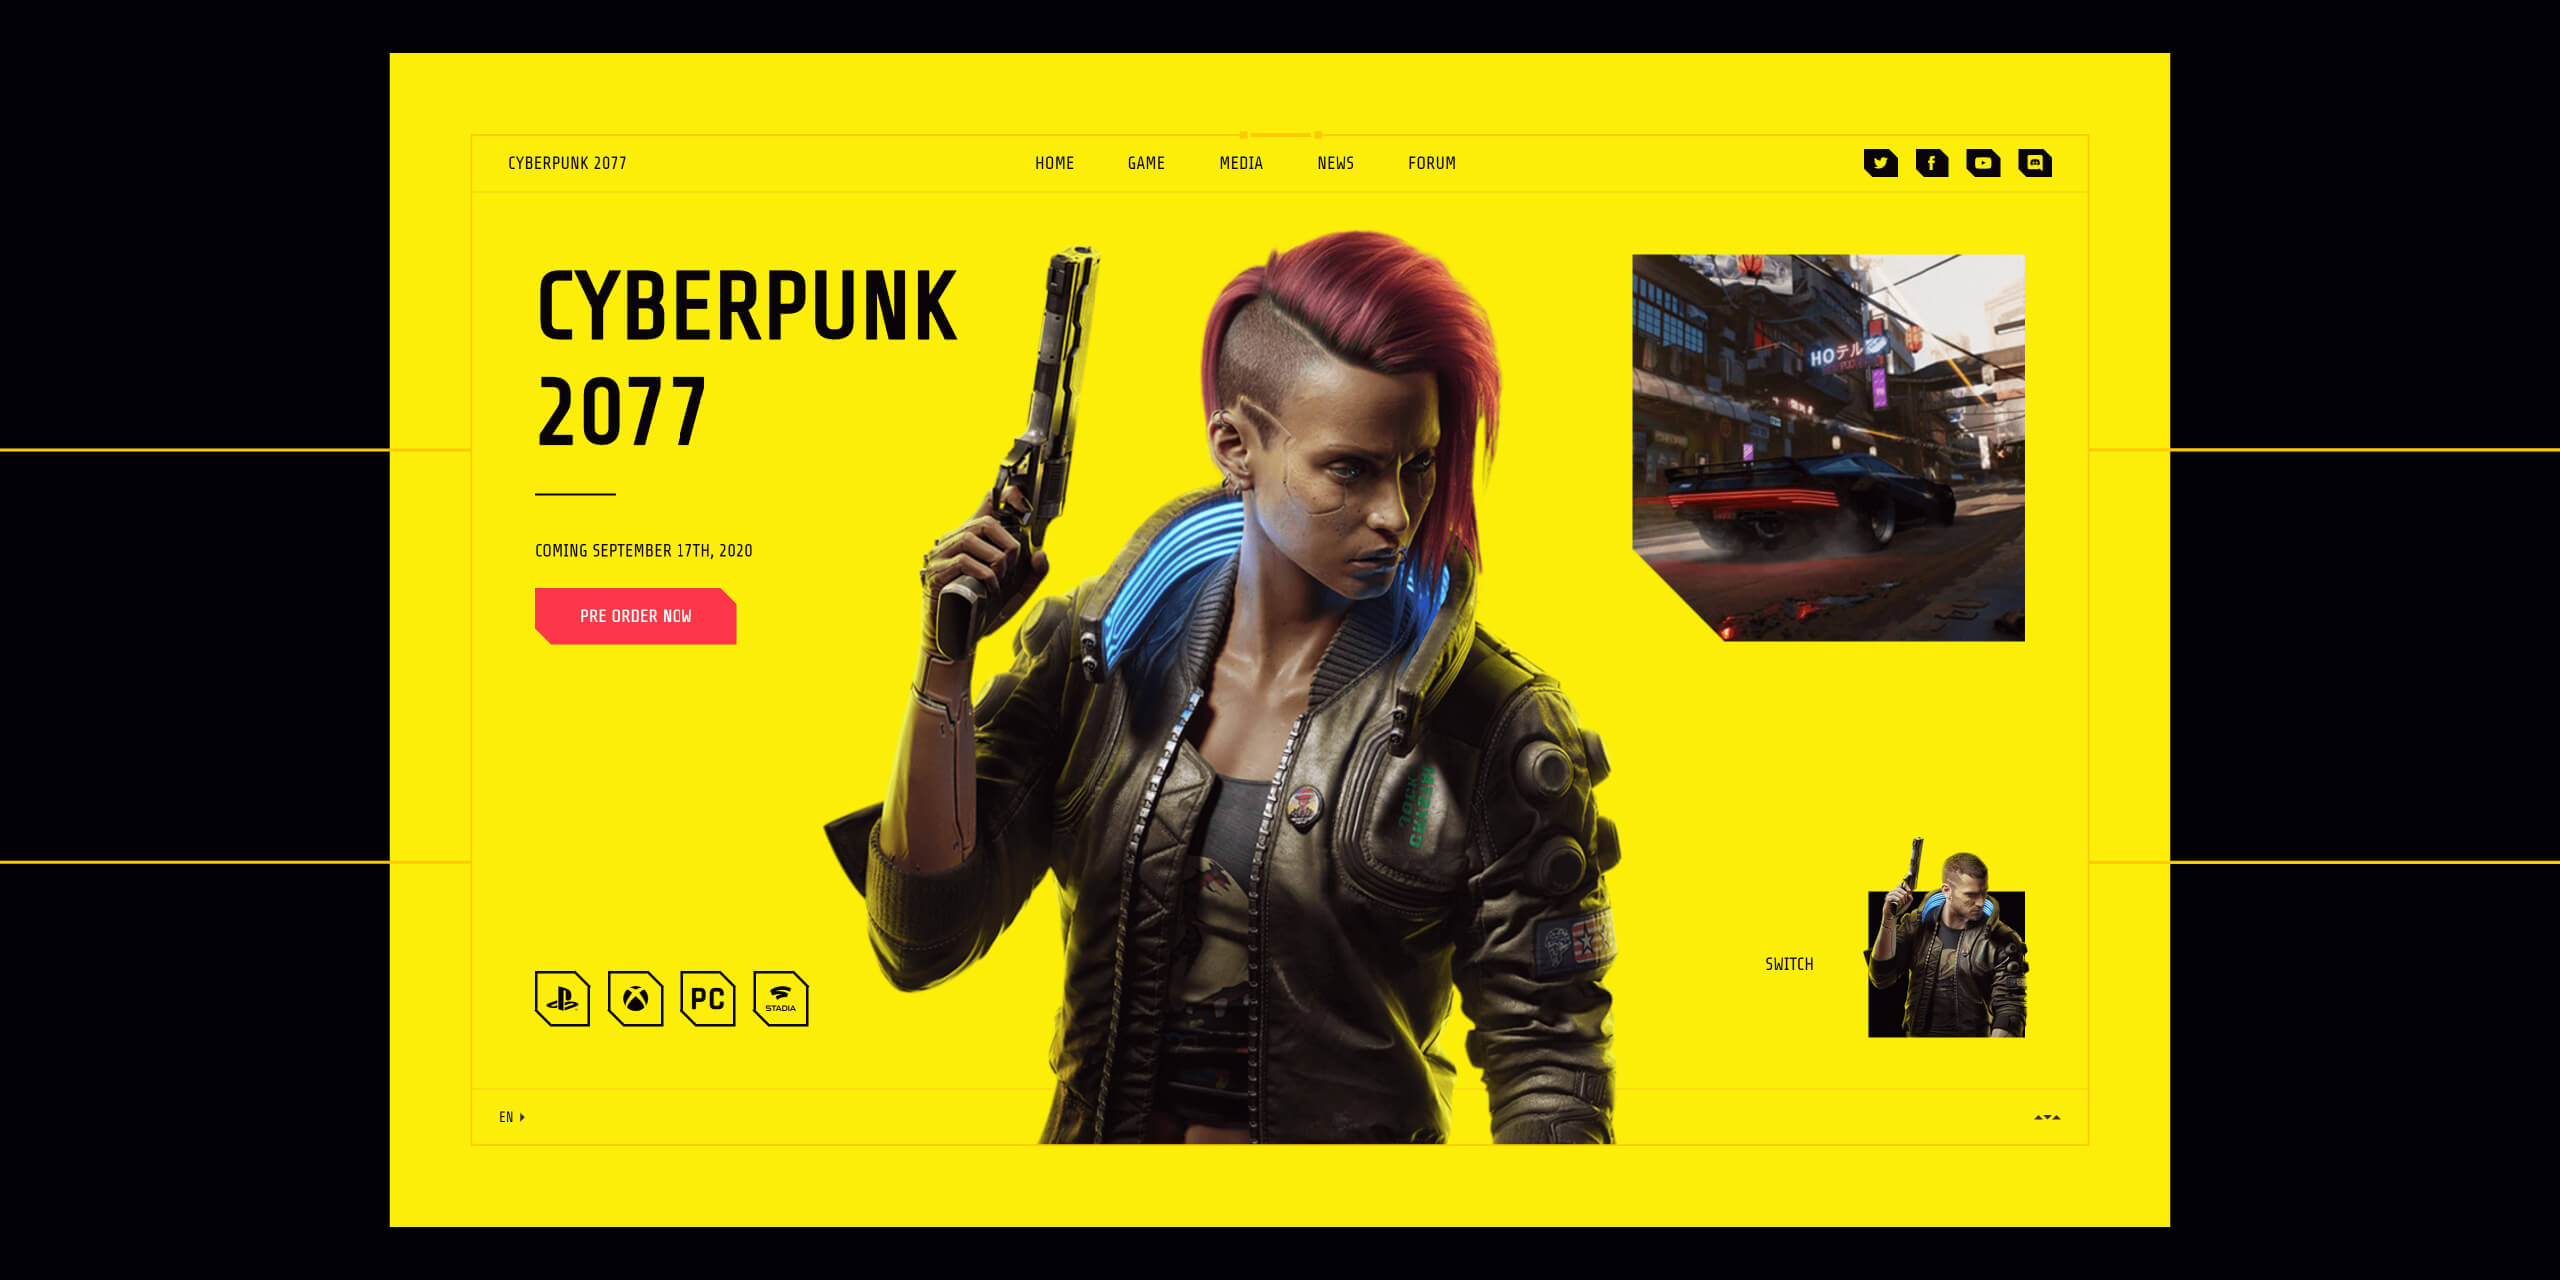 CYBERPUNK 2077
HOME GAME MEDIA NEWS FORUM
CYBERPUNK
2077
COMING SEPTEMBER 17TH, 2020
PRE ORDER NOW
HOテル
PC
STADIA
SWITCH
EN